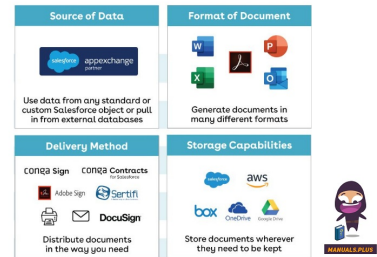 Source of Data
salesforce appexchange
partner
Use data from any standard or
custom Salesforce object or pull
in from external databases
Format of Document
W
P
X
O
Generate documents in
many different formats
Delivery Method
conga Sign
conga Contracts
for Salesforce
Adobe Sign
Sertifi
DocuSign
Distribute documents
in the way you need
Storage Capabilities
salesforce
aws
box
OneDrive
Google Drive
Store documents wherever
they need to be kept
MANUALS.PLUS